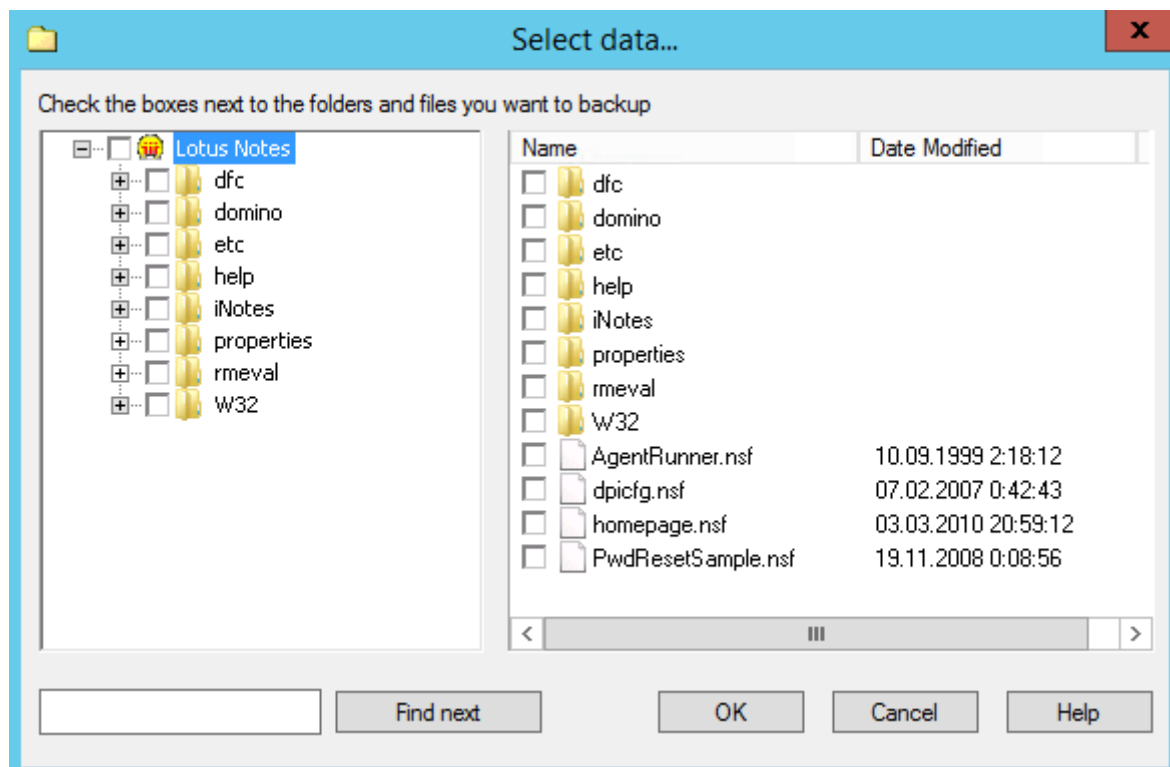 Select data...
x
Check the boxes next to the folders and files you want to backup
Lotus Notes
dfc
domino
etc
help
iNotes
properties
rmeval
W32
Name Date Modified
dfc
domino
etc
help
iNotes
properties
rmeval
W32
AgentRunner.nsf 10.09.1999 2:18:12
dpicfg.nsf 07.02.2007 0:42:43
homepage.nsf 03.03.2010 20:59:12
PwdResetSample.nsf 19.11.2008 0:08:56
Find next OK Cancel Help